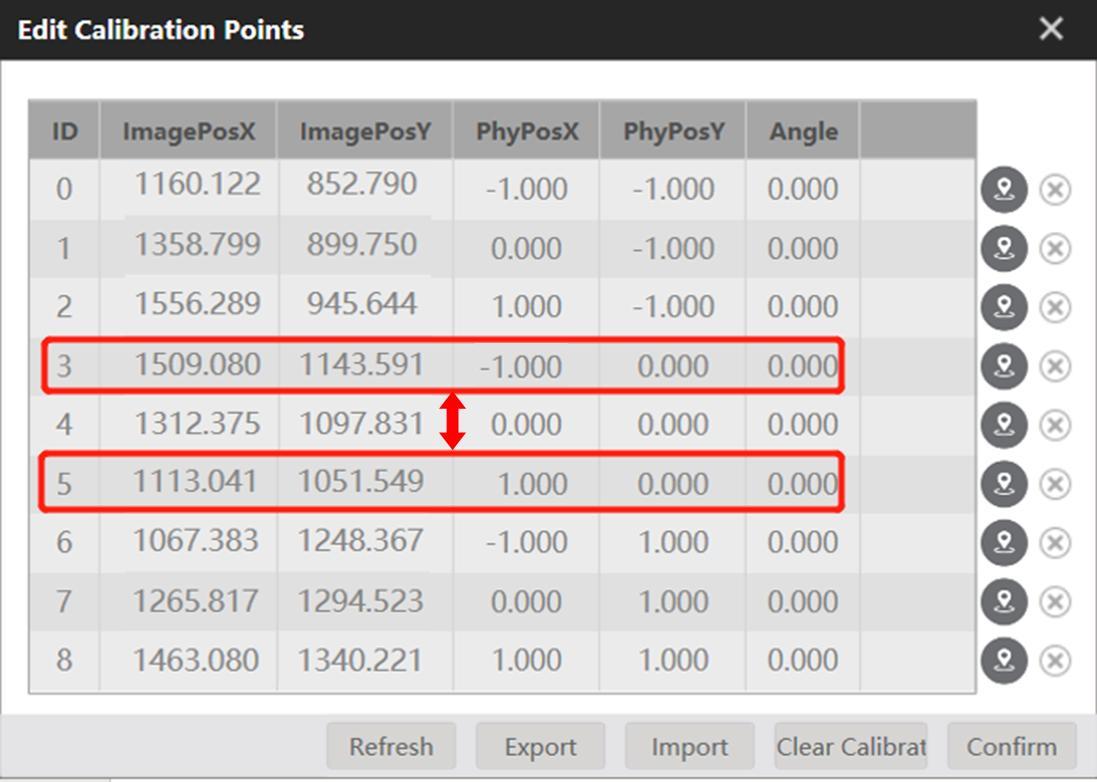 Edit Calibration Points
ID ImagePosX ImagePosY PhyPosX PhyPosY Angle
0 1160.122 852.790 -1.000 -1.000 0.000
1 1358.799 899.750 0.000 -1.000 0.000
2 1556.289 945.644 1.000 -1.000 0.000
3 1509.080 1143.591 -1.000 0.000 0.000
4 1312.375 1097.831 0.000 0.000 0.000
5 1113.041 1051.549 1.000 0.000 0.000
6 1067.383 1248.367 -1.000 1.000 0.000
7 1265.817 1294.523 0.000 1.000 0.000
8 1463.080 1340.221 1.000 1.000 0.000
Refresh Export Import Clear Calibrat Confirm